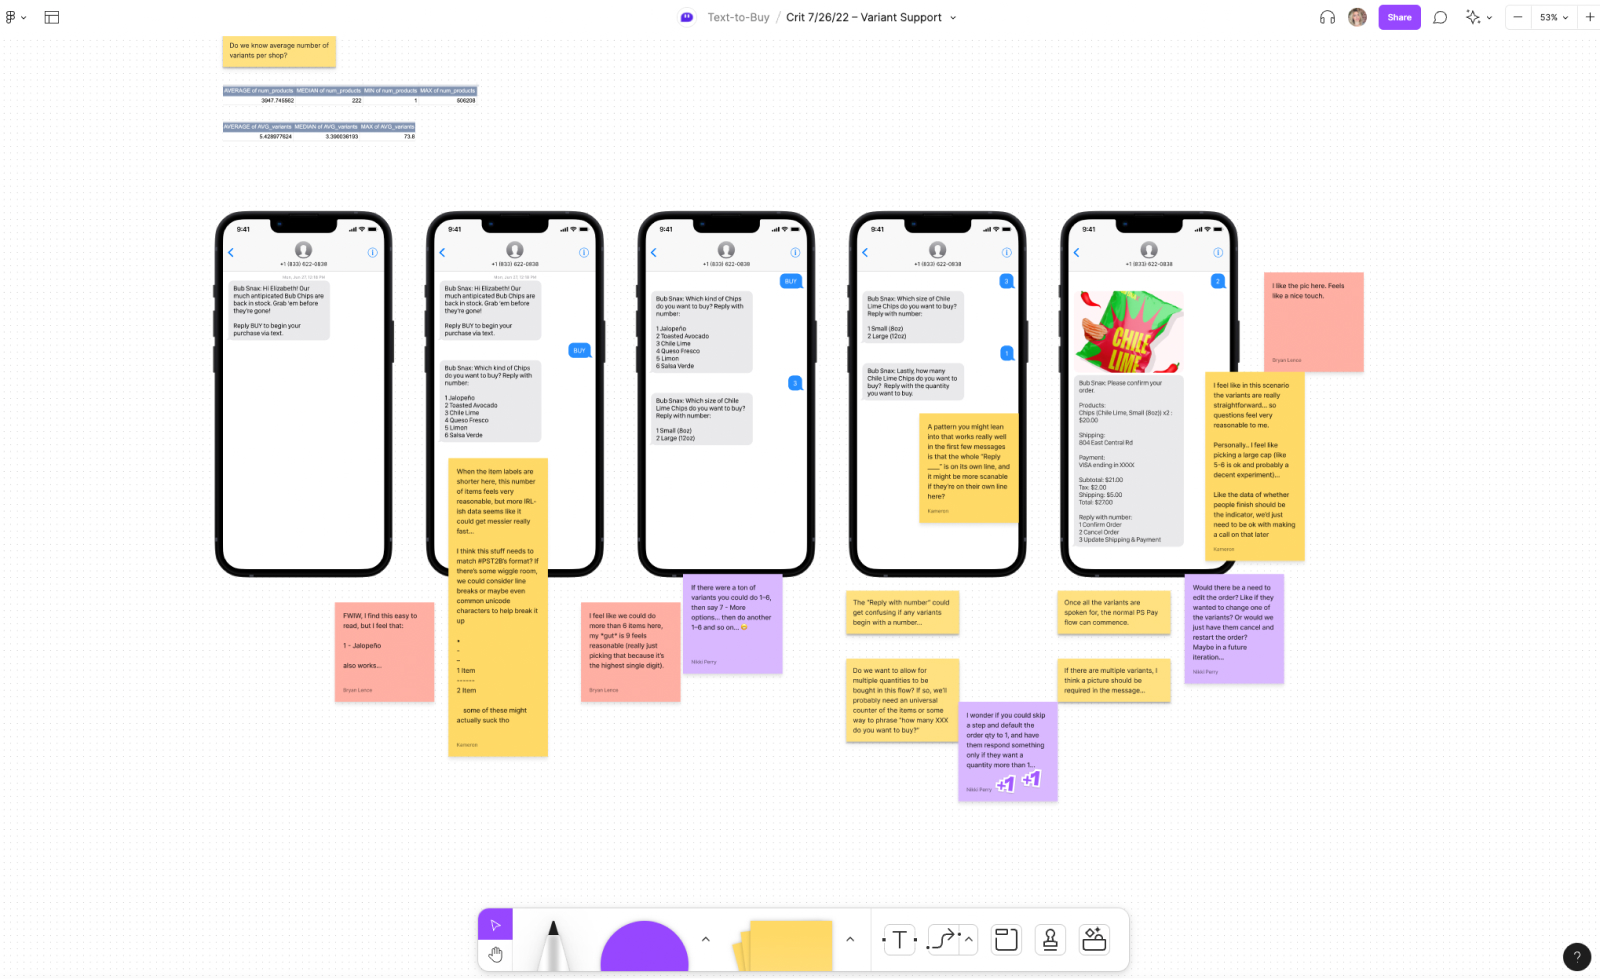 Text-to-Buy / Crit 7/26/22 – Variant Support
Share
53%
Do we know average number of
variants per shop?
AVERAGE of num_products MEDIAN of num_products MIN of num_products MAX of num_products
3947.745562 222 1 506208
AVERAGE of AVG_variants MEDIAN of AVG_variants MAX of AVG_variants
5.428977824 3.390036193 73.8
9:41
+1 (833) 622-0838
Bub Snax: Hi Elizabeth! Our
much antipicated Bub Chips are
back in stock. Grab 'em before
they're gone!
Reply BUY to begin your
purchase via text.
9:41
+1 (833) 622-0838
Bub Snax: Hi Elizabeth! Our
much antipicated Bub Chips are
back in stock. Grab 'em before
they're gone!
Reply BUY to begin your
purchase via text.
BUY
Bub Snax: Which kind of Chips
do you want to buy? Reply with
number:
1 Jalapeño
2 Toasted Avocada
3 Chile Lime
4 Queso Fresco
5 Limon
6 Salsa Verde
9:41
+1 (833) 622-0838
BUY
Bub Snax: Which kind of Chips
do you want to buy? Reply with
number:
1 Jalapeño
2 Toasted Avocado
3 Chile Lime
4 Queso Fresco
5 Limon
6 Salsa Verde
3
Bub Snax: Which size of Chile
Lime Chips do you want to buy?
Reply with number:
1 Small (8oz)
2 Large (12oz)
9:41
+1 (833) 622-0838
3
Bub Snax: Which size of Chile
Lime Chips do you want to buy?
Reply with number:
1 Small (8oz)
2 Large (12oz)
1
Bub Snax: Lastly, how many
Chile Lime Chips do you want to
buy? Reply with the quantity
you want to buy.
9:41
+1 (833) 622-0838
2
CHILE
LIME
Bub Snax: Please confirm your
order.
Products:
Chips (Chile Lime, Small (8oz)) x2 :
$20.00
Shipping:
804 East Central Rd
Payment:
VISA ending in XXXX
Subtotal: $21.00
Tax: $2.00
Shipping: $5.00
Total: $27.00
Reply with number:
1 Confirm Order
2 Cancel Order
3 Update Shipping & Payment
I like the pic here. Feels
like a nice touch.
Bryan Lence
I feel like in this scenario
the variants are really
straightforward... so
questions feel very
reasonable to me.
Personally.. I feel like
picking a large cap (like
5-6 is ok and probably a
decent experiment)...
Like the data of whether
people finish should be
the indicator, we'd just
need to be ok with making
a call on that later
Kameron
A pattern you might lean
into that works really well
in the first few messages
is that the whole "Reply
____" is on its own line, and
it might be more scanable
if they're on their own line
here?
Kameron
When the item labels are
shorter here, this number
of items feels very
reasonable, but more IRL-
ish data seems like it
could get messier really
fast...
I think this stuff needs to
match #PST2B's format? If
there's some wiggle room,
we could consider line
breaks or maybe even
common unicode
characters to help break it
up
•
-
–
1 Item
------
2 Item
some of these might
actually suck tho
Kameron
FWIW, I find this easy to
read, but I feel that:
1 - Jalapeño
also works...
Bryan Lence
I feel like we could do
more than 6 items here,
my *gut* is 9 feels
reasonable (really just
picking that because it's
the highest single digit).
Bryan Lence
If there were a ton of
variants you could do 1-6,
then say 7 - More
options... then do another
1-6 and so on... 😅
Nikki Perry
The "Reply with number" could
get confusing if any variants
begin with a number...
Do we want to allow for
multiple quantities to be
bought in this flow? If so, we'll
probably need an universal
counter of the items or some
way to phrase "how many XXX
do you want to buy?"
I wonder if you could skip
a step and default the
order qty to 1, and have
them respond something
only if they want a
quantity more than 1...
Nikki Perry
+1 +1
Once all the variants are
spoken for, the normal PS Pay
flow can commence.
If there are multiple variants, I
think a picture should be
required in the message...
Would there be a need to
edit the order? Like if they
wanted to change one of
the variants? Or would we
just have them cancel and
restart the order?
Maybe in a future
iteration...
Nikki Perry
T
?